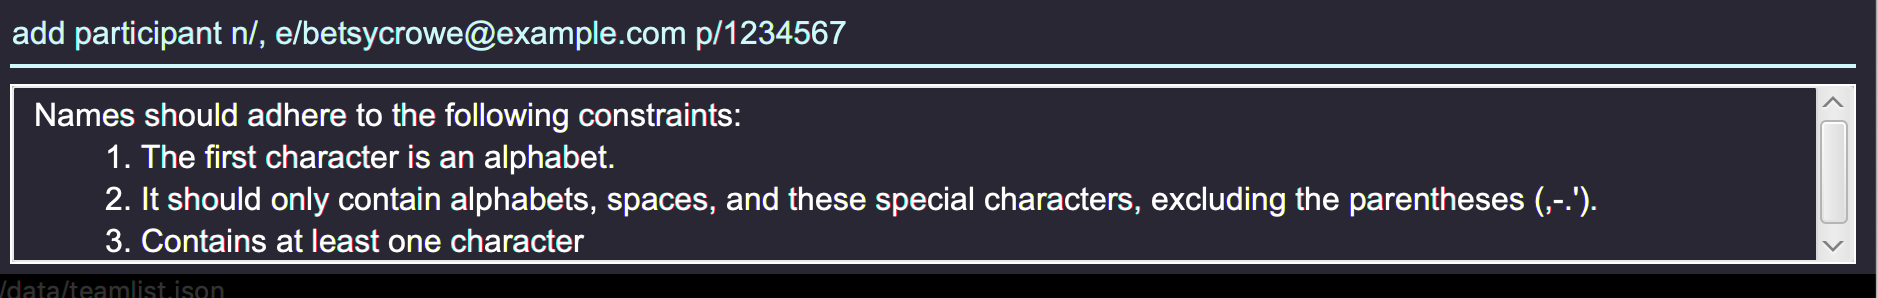 add participant n/, e/betsycrowe@example.com p/1234567
Names should adhere to the following constraints:
1. The first character is an alphabet.
2. It should only contain alphabets, spaces, and these special characters, excluding the parentheses (,-.').
3. Contains at least one character
/data/teamlist.json